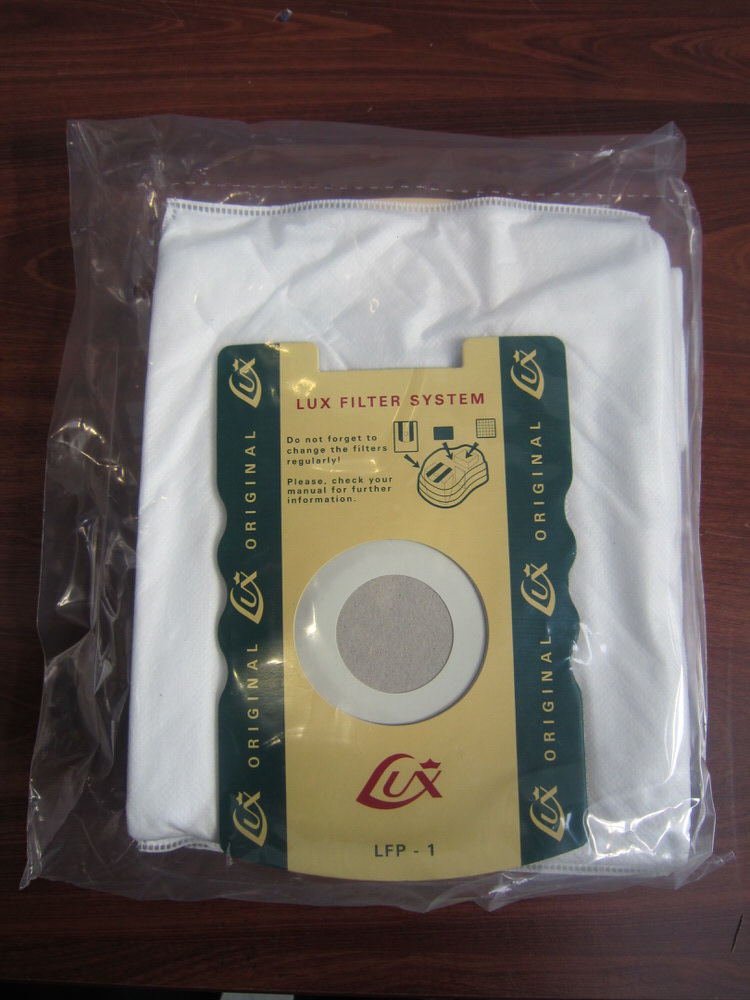 LUX
LUX
LUX FILTER SYSTEM
Do not forget to
change the filters
regularly!
Please, check your
manual for further
information.
ORIGINAL
ORIGINAL
LUX
LUX
ORIGINAL
ORIGINAL
LUX
LUX
LUX
LFP - 1